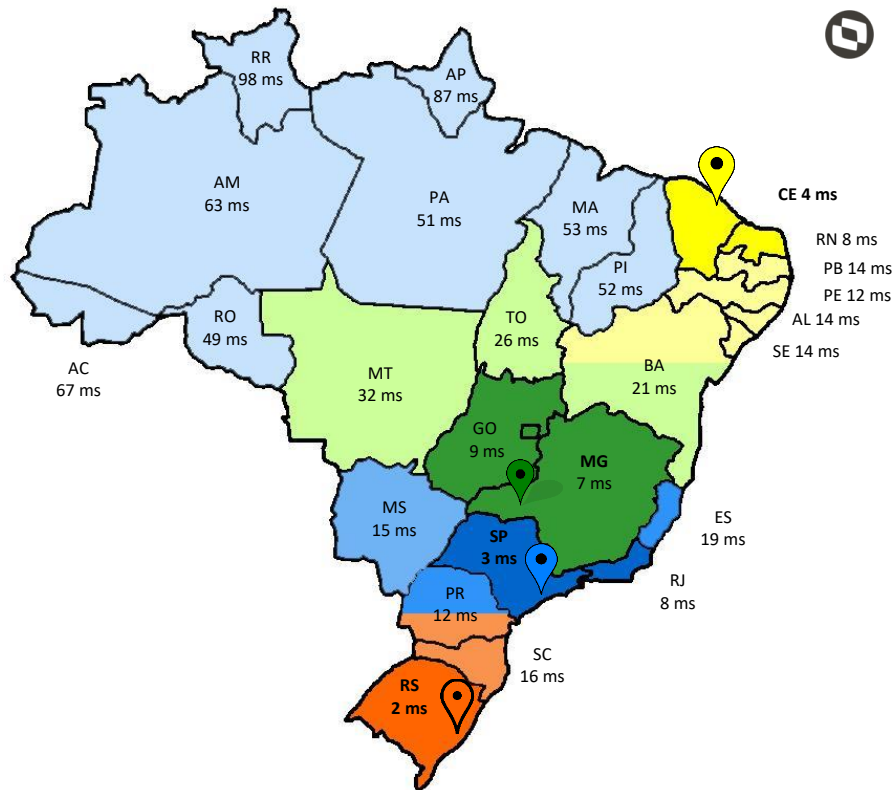 RR
98 ms
AP
87 ms
AM
63 ms
PA
51 ms
MA
53 ms
CE 4 ms
RN 8 ms
PB 14 ms
PI
52 ms
PE 12 ms
AL 14 ms
SE 14 ms
RO
49 ms
TO
26 ms
AC
67 ms
MT
32 ms
BA
21 ms
GO
9 ms
MG
7 ms
MS
15 ms
ES
19 ms
SP
3 ms
RJ
8 ms
PR
12 ms
SC
16 ms
RS
2 ms